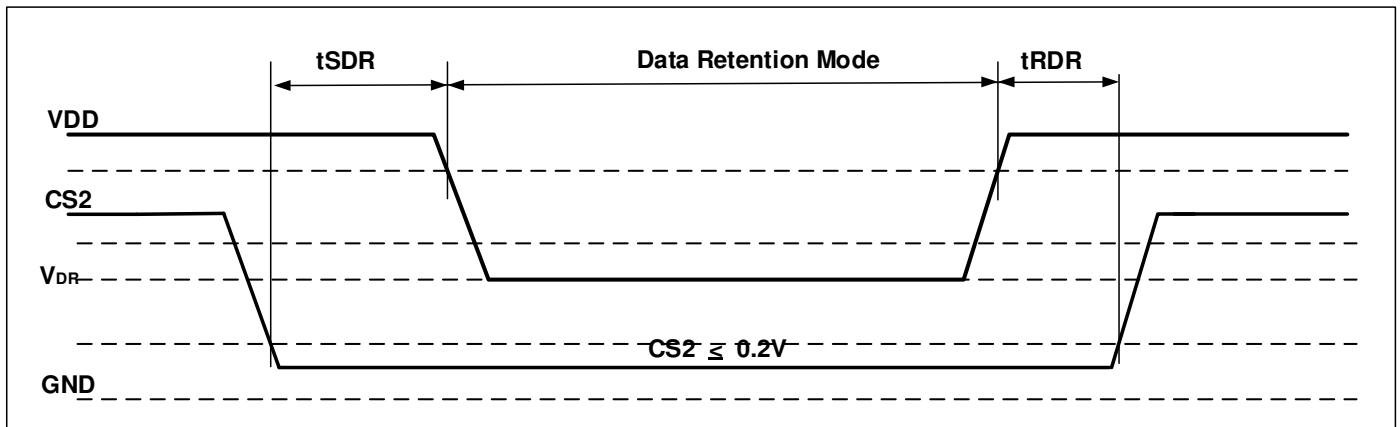 tSDR
Data Retention Mode
tRDR
VDD
CS2
VDR
CS2 ≤ 0.2V
GND